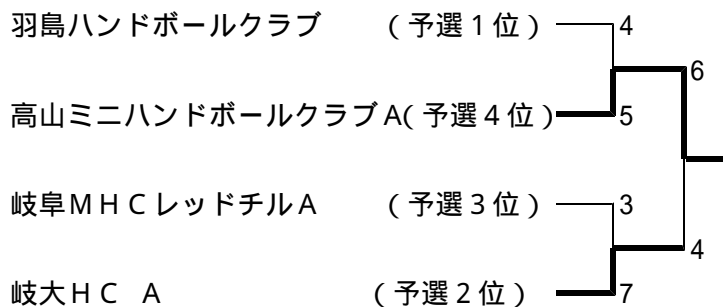 羽島ハンドボールクラブ (予選1位) 4
6
高山ミニハンドボールクラブA(予選4位) 5
岐阜MHCレッドチルA (予選3位) 3
4
岐大HC A (予選2位) 7